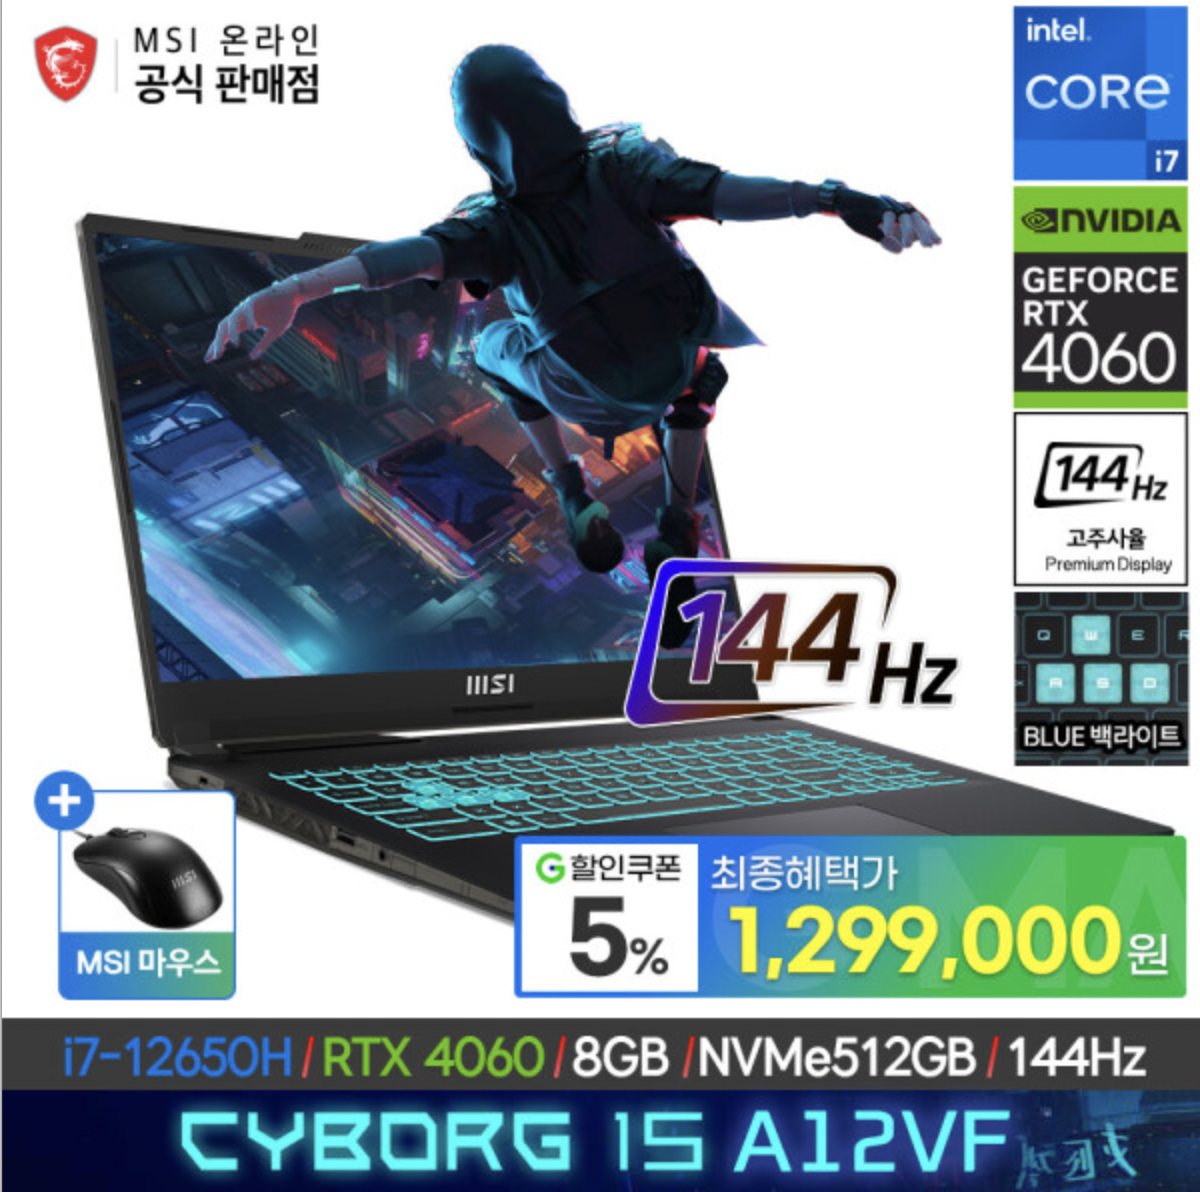 MSI 온라인
공식 판매점
intel.
CORe
i7
NVIDIA
GEFORCE
RTX
4060
144Hz
고주사율
Premium Display
Q W E R
A S D
BLUE 백라이트
144Hz
msi
+
msi
MSI 마우스
G 할인쿠폰
5%
최종혜택가
1,299,000원
i7-12650H / RTX 4060 / 8GB / NVMe512GB / 144Hz
CYBORG 15 A12VF